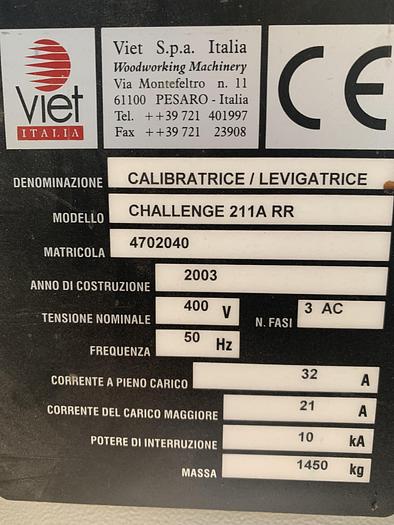 Viet
ITALIA
Viet S.p.a. Italia
Woodworking Machinery
Via Montefeltro n. 11
61100 PESARO - Italia
Tel. ++39 721 401997
Fax ++39 721 23908
CE
DENOMINAZIONE CALIBRATRICE / LEVIGATRICE
MODELLO CHALLENGE 211A RR
MATRICOLA 4702040
ANNO DI COSTRUZIONE 2003
TENSIONE NOMINALE 400 V N. FASI 3 AC
FREQUENZA 50 Hz
CORRENTE A PIENO CARICO 32 A
CORRENTE DEL CARICO MAGGIORE 21 A
POTERE DI INTERRUZIONE 10 kA
MASSA 1450 kg